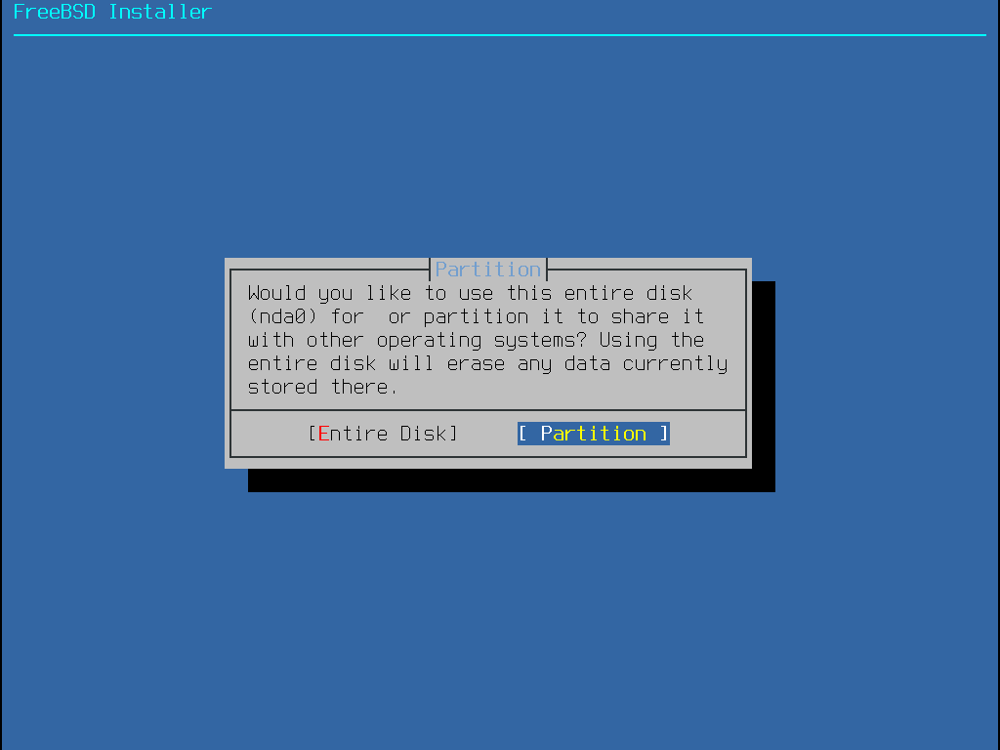 FreeBSD Installer
Partition
Would you like to use this entire disk
(nda0) for  or partition it to share it
with other operating systems? Using the
entire disk will erase any data currently
stored there.
[Entire Disk] [ Partition ]